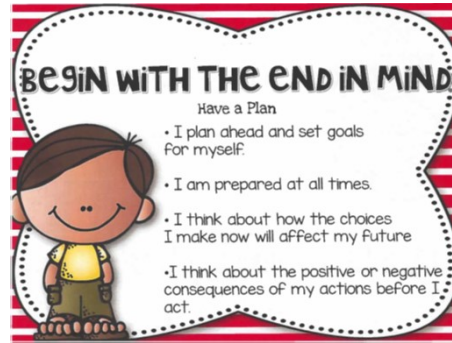 BEGIN WITH THE END IN MIND
Have a Plan
• I plan ahead and set goals
for myself.
• I am prepared at all times.
• I think about how the choices
I make now will affect my future
•I think about the positive or negative
consequences of my actions before I
act.